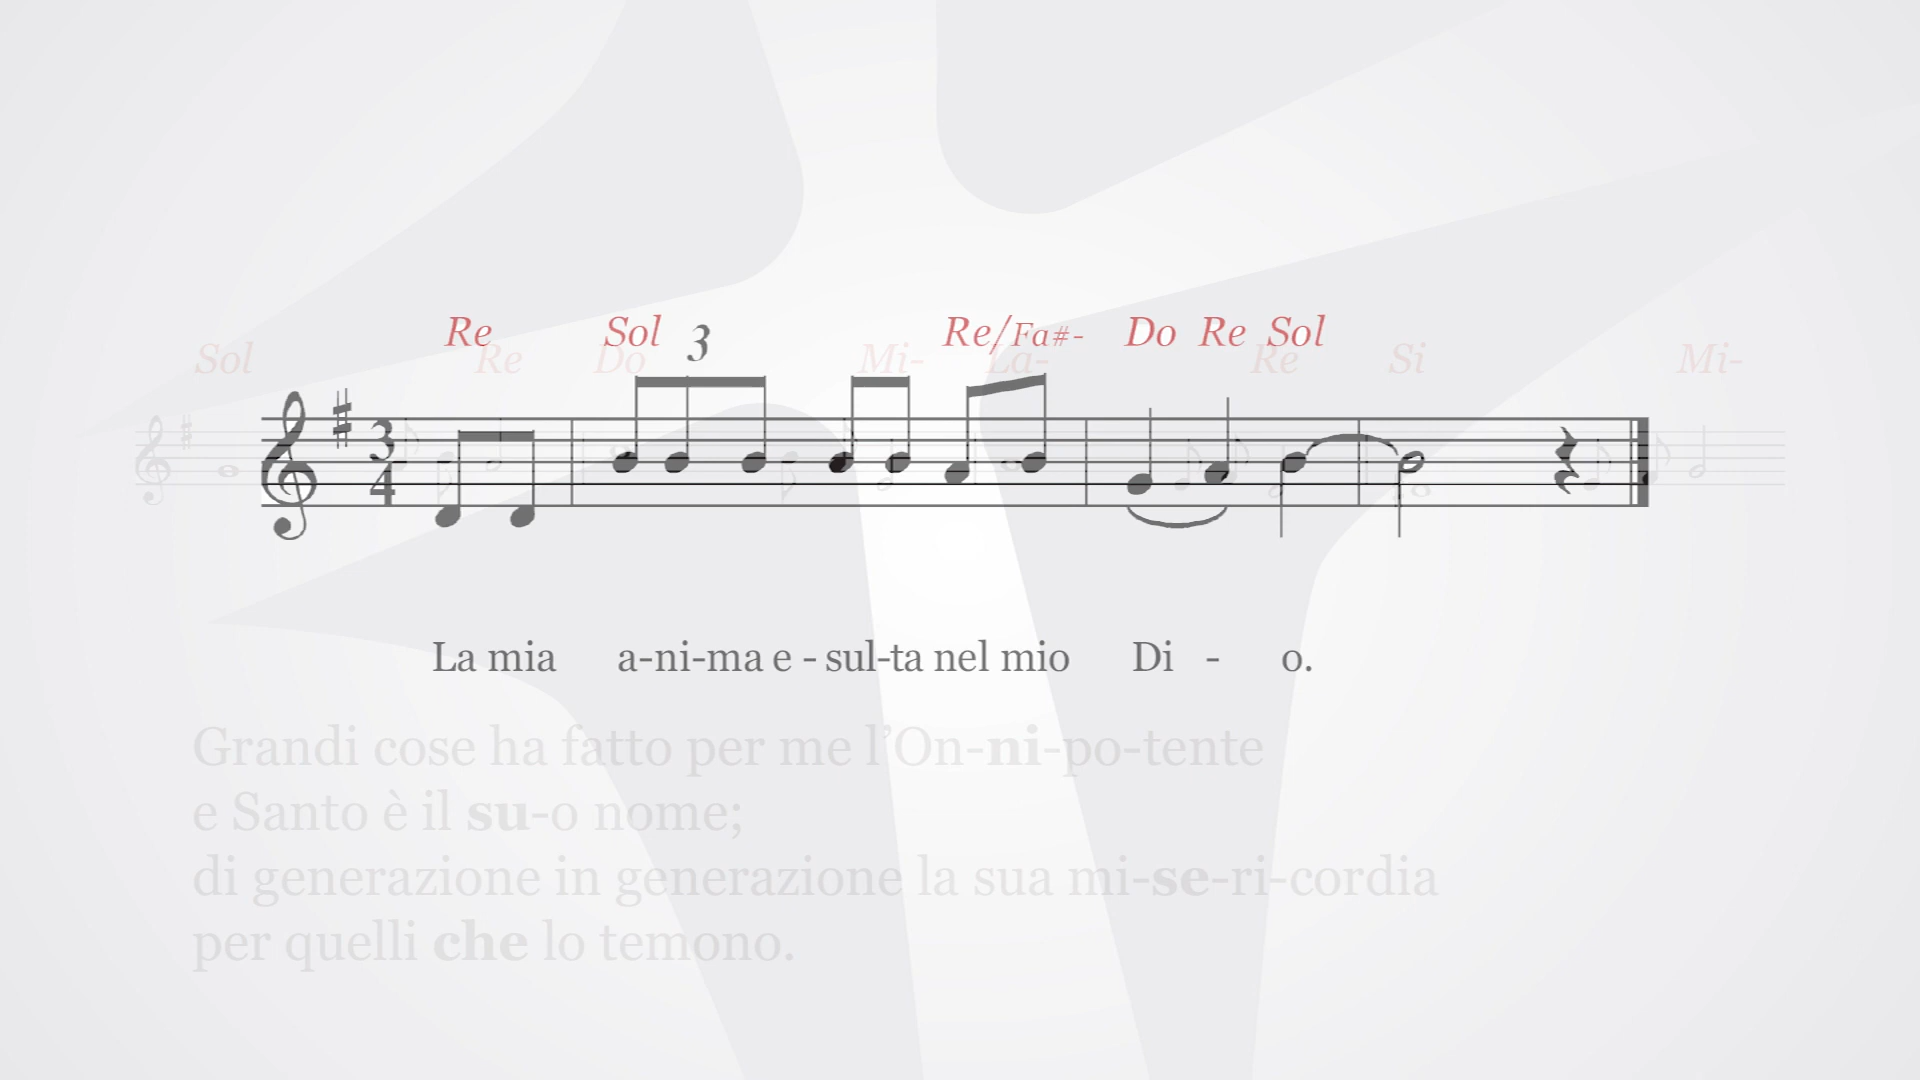 Re Sol 3 Re/Fa#- Do Re Sol
Sol Re Do Mi- La- Re Si Mi-
3
4
La mia a-ni-ma e - sul-ta nel mio Di - o.
Grandi cose ha fatto per me l’On-ni-po-tente
e Santo è il su-o nome;
di generazione in generazione la sua mi-se-ri-cordia
per quelli che lo temono.